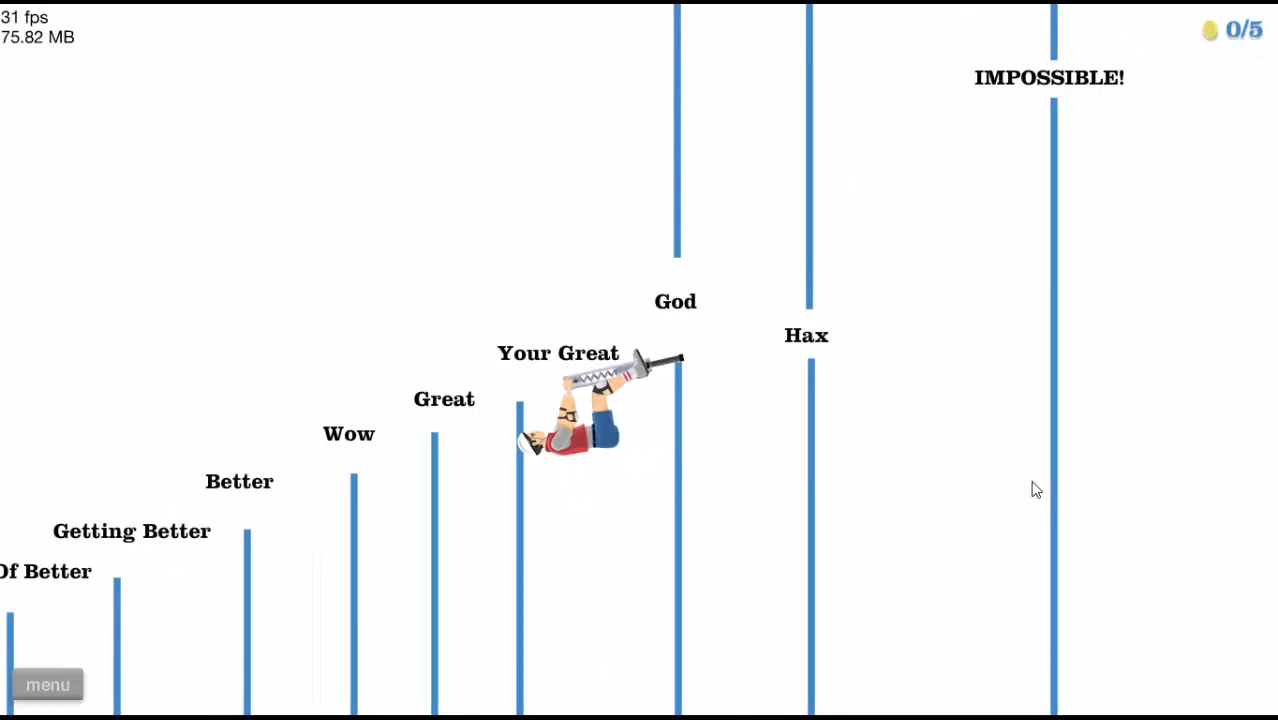 31 fps
75.82 MB
0/5
IMPOSSIBLE!
God
Hax
Your Great
Great
Wow
Better
Getting Better
Of Better
menu